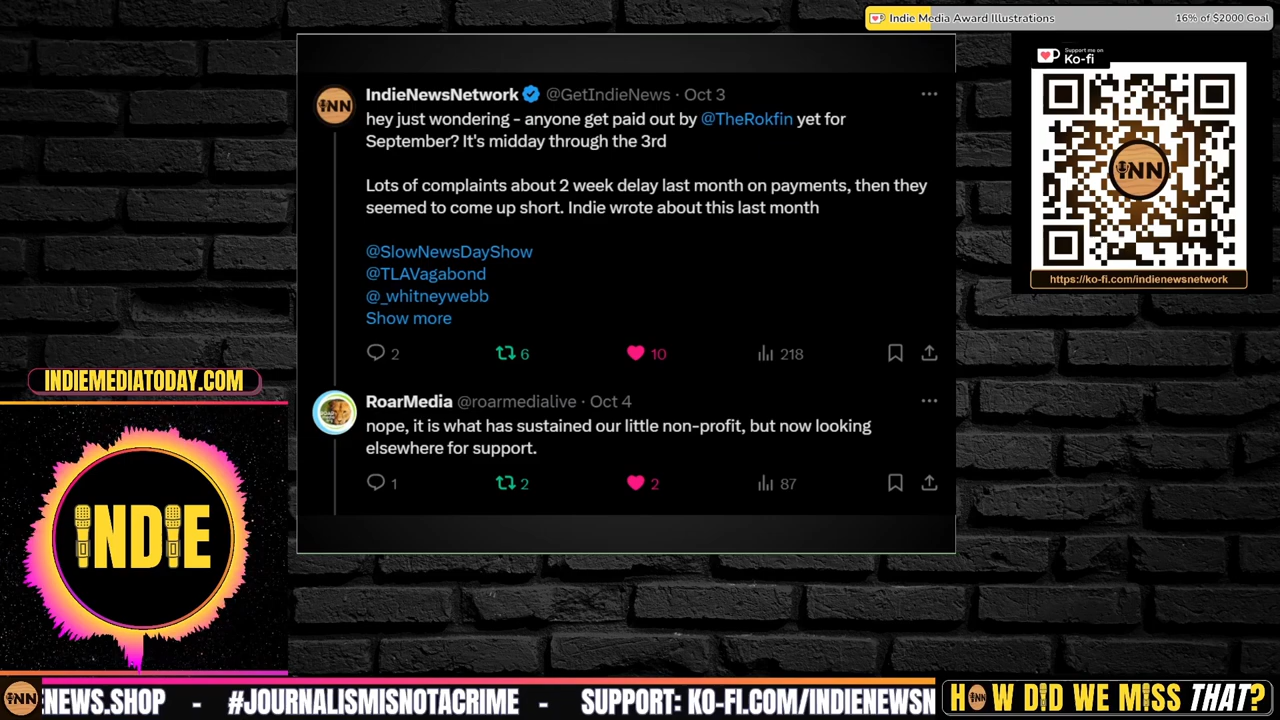 Indie Media Award Illustrations 16% of $2000 Goal
Support me on
Ko-fi
INN
https://ko-fi.com/indienewsnetwork
INN
IndieNewsNetwork @GetIndieNews · Oct 3
hey just wondering - anyone get paid out by @TheRokfin yet for
September? It's midday through the 3rd
Lots of complaints about 2 week delay last month on payments, then they
seemed to come up short. Indie wrote about this last month
@SlowNewsDayShow
@TLAVagabond
@_whitneywebb
Show more
2 6 10 218
RoarMedia @roarmedialive · Oct 4
nope, it is what has sustained our little non-profit, but now looking
elsewhere for support.
1 2 2 87
INDIEMEDIATODAY.COM
INDIE
INN
NEWS.SHOP - #JOURNALISMISNOTACRIME - SUPPORT: KO-FI.COM/INDIENEWSN
HOW DID WE MISS THAT?